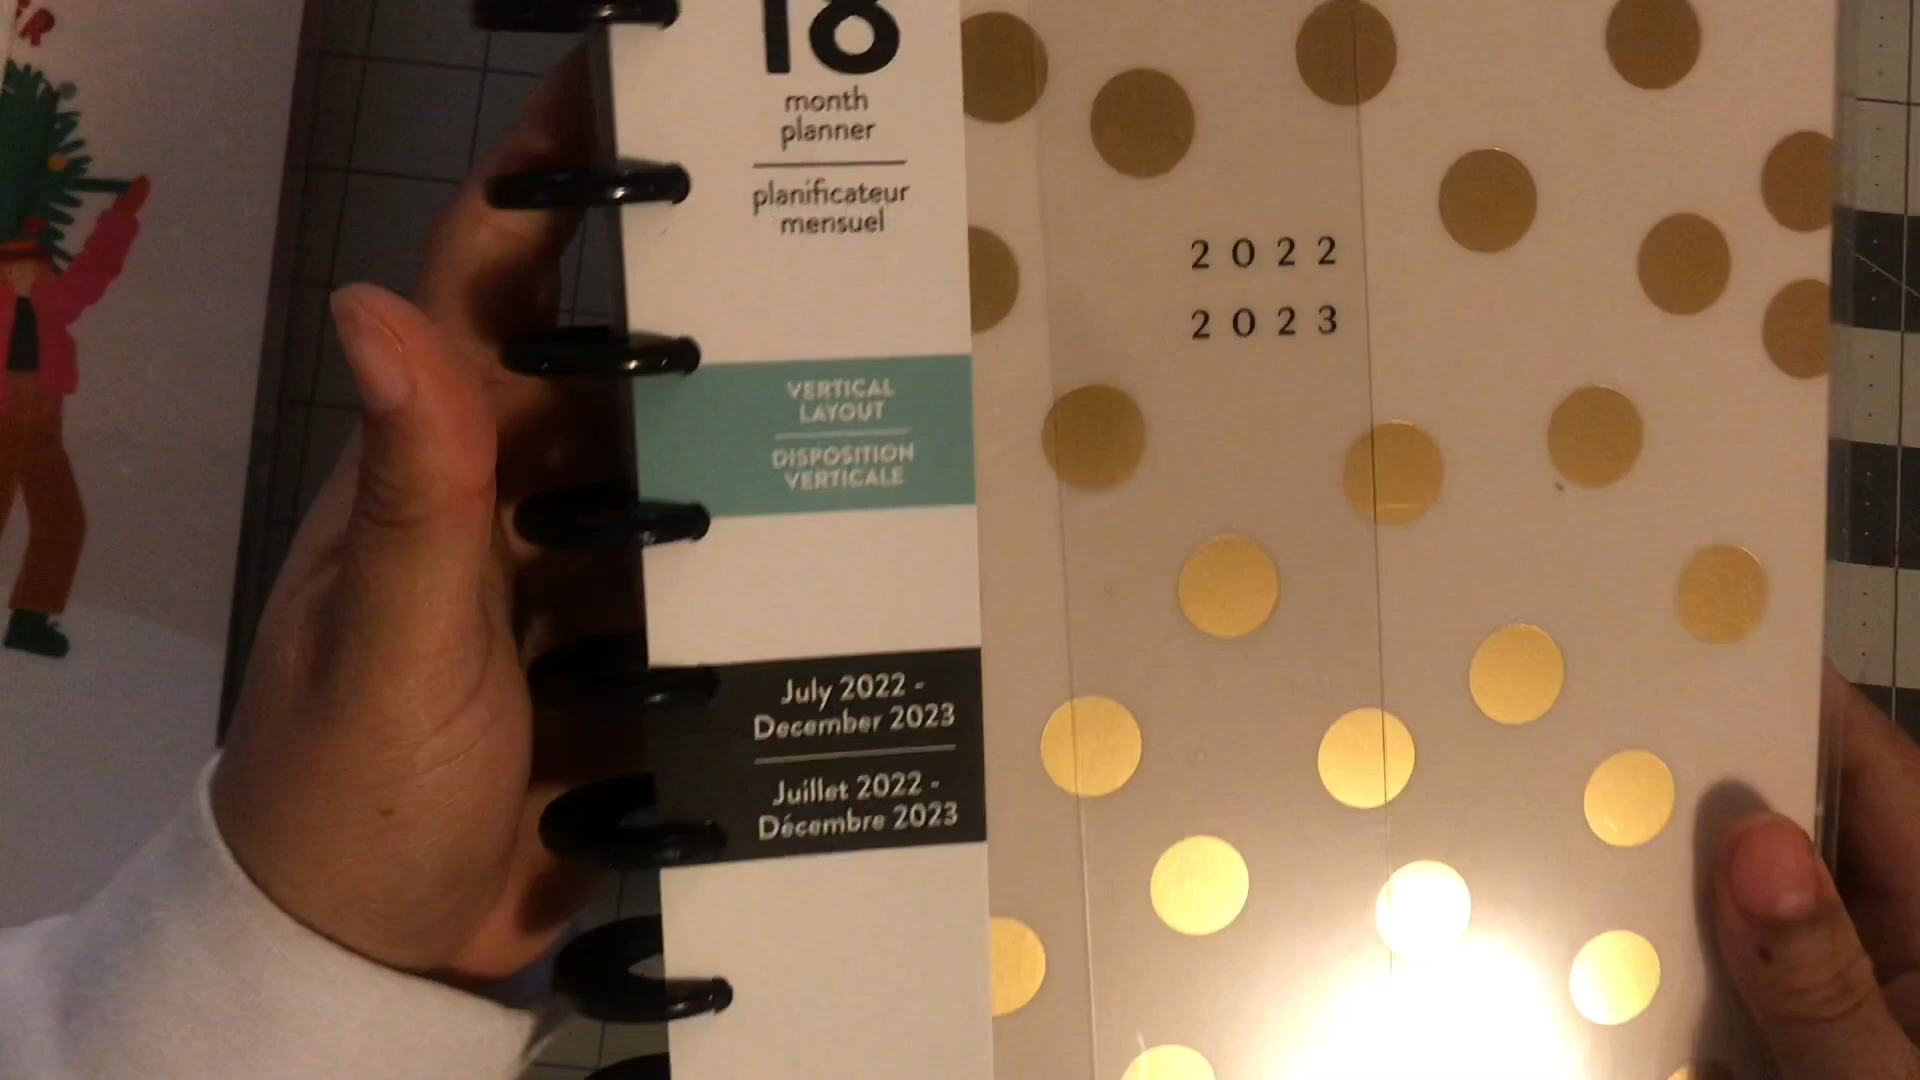 18
month
planner
planificateur
mensuel
VERTICAL
LAYOUT
DISPOSITION
VERTICALE
July 2022 -
December 2023
Juillet 2022 -
Décembre 2023
2022
2023